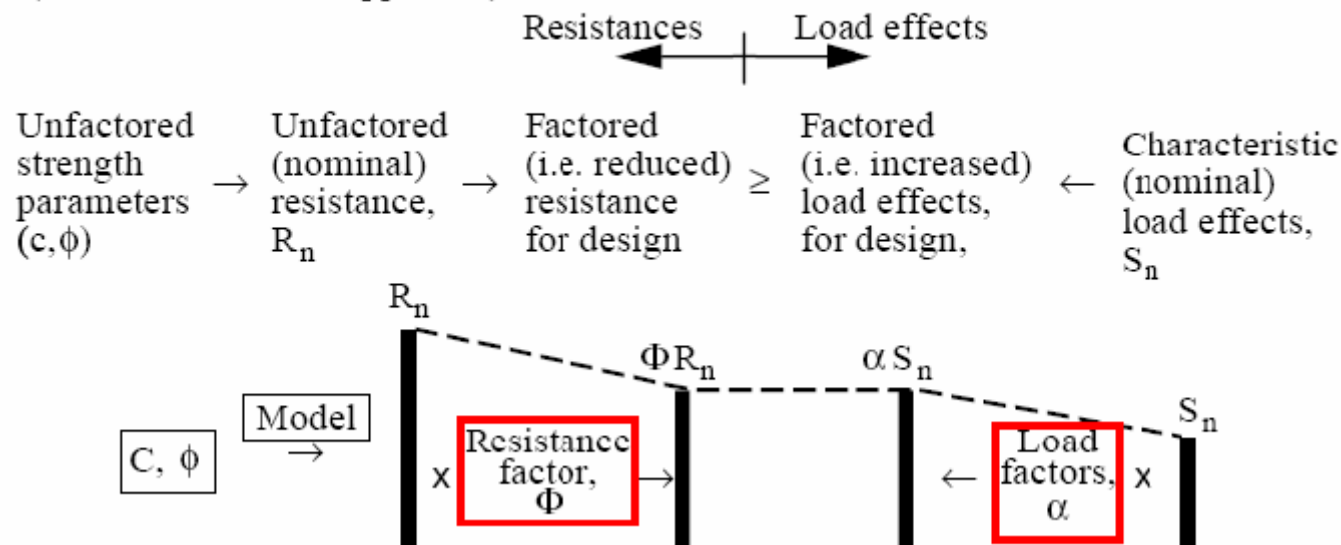 Resistances Load effects
Unfactored strength parameters (c,ϕ)
→
Unfactored (nominal) resistance, Rn
→
Factored (i.e. reduced) resistance for design
≥
Factored (i.e. increased) load effects, for design,
←
Characteristic (nominal) load effects, Sn
Rn
ΦRn
αSn
Sn
C, ϕ
Model
→
x
Resistance
factor,
Φ
→
←
Load
factors,
α
x